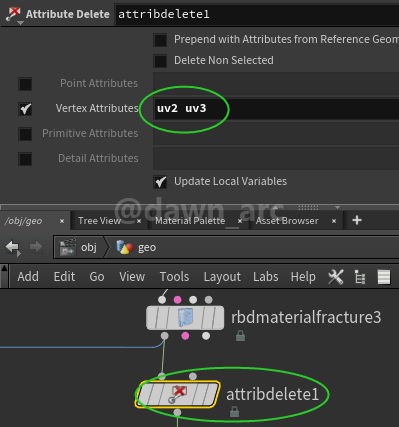 Attribute Delete attribdelete1
Prepend with Attributes from Reference Geom
Delete Non Selected
Point Attributes
Vertex Attributes uv2 uv3
Primitive Attributes
Detail Attributes
Update Local Variables
@dawn_arc
/obj/geo × Tree View × Material Palette × Asset Browser × +
obj geo
Add Edit Go View Tools Layout Labs Help
rbdmaterialfracture3
attribdelete1